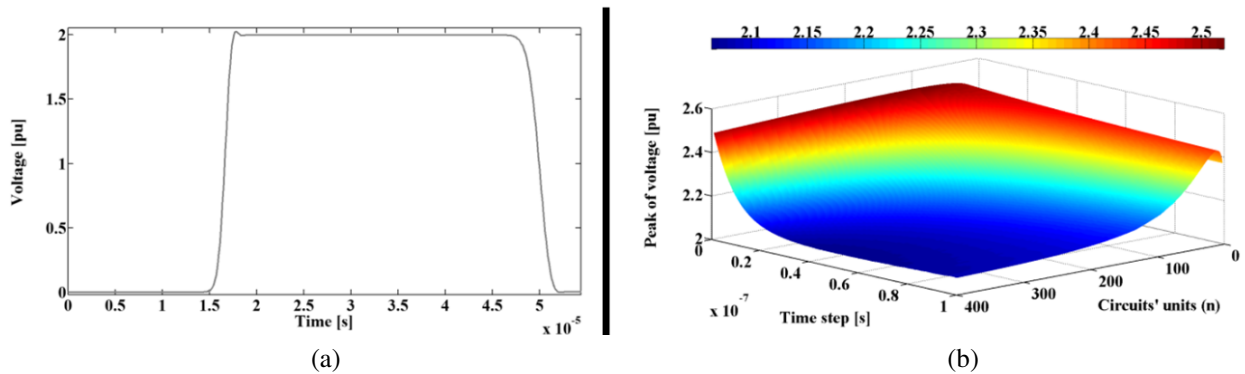 2
1.5
1
0.5
0
Voltage [pu]
0 0.5 1 1.5 2 2.5 3 3.5 4 4.5 5
Time [s]
x 10-5
(a)
2.1 2.15 2.2 2.25 2.3 2.35 2.4 2.45 2.5
2.6
2.4
2.2
2
Peak of voltage [pu]
0 0.2 0.4 0.6 0.8 1
x 10-7
Time step [s]
400 300 200 100 0
Circuits' units (n)
(b)